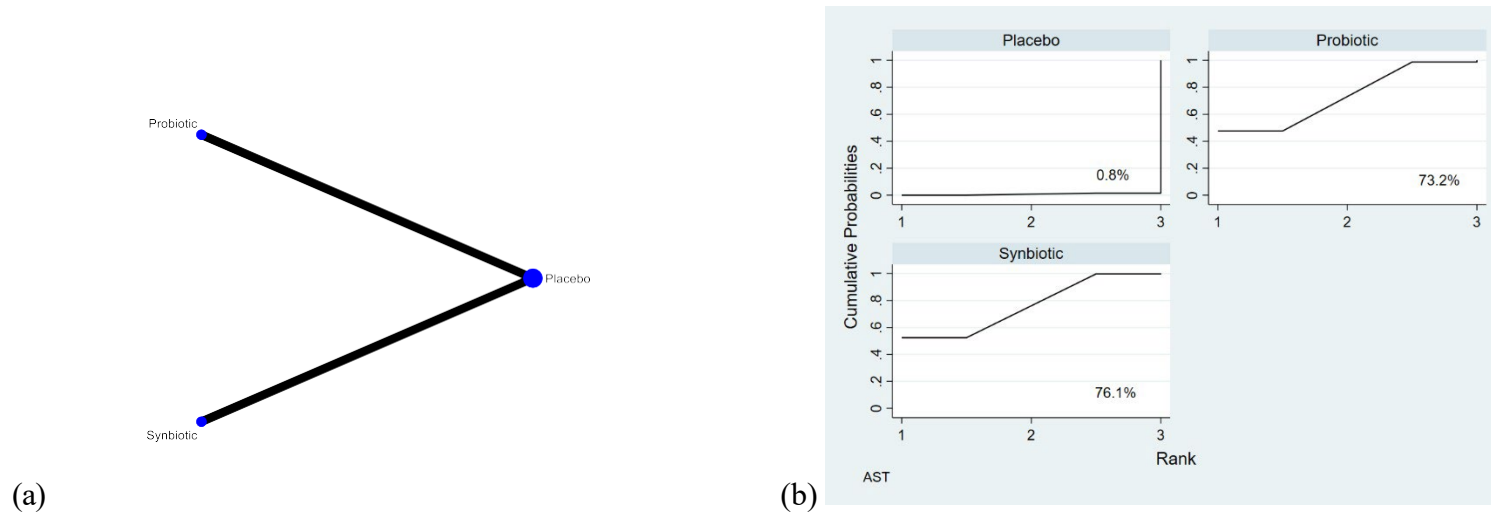 Probiotic
Placebo
Synbiotic
(a)
Placebo
Probiotic
Cumulative Probabilities
0 .2 .4 .6 .8 1
0.8%
1 2 3
0 .2 .4 .6 .8 1
73.2%
1 2 3
Synbiotic
0 .2 .4 .6 .8 1
76.1%
1 2 3
Rank
AST
(b)